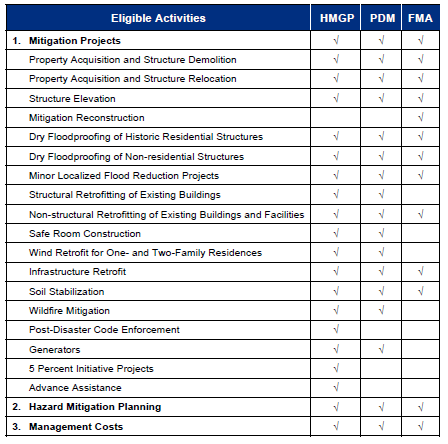 Eligible Activities HMGP PDM FMA
1. Mitigation Projects √ √ √
Property Acquisition and Structure Demolition √ √ √
Property Acquisition and Structure Relocation √ √ √
Structure Elevation √ √ √
Mitigation Reconstruction √
Dry Floodproofing of Historic Residential Structures √ √ √
Dry Floodproofing of Non-residential Structures √ √ √
Minor Localized Flood Reduction Projects √ √ √
Structural Retrofitting of Existing Buildings √ √
Non-structural Retrofitting of Existing Buildings and Facilities √ √ √
Safe Room Construction √ √
Wind Retrofit for One- and Two-Family Residences √ √
Infrastructure Retrofit √ √ √
Soil Stabilization √ √ √
Wildfire Mitigation √ √
Post-Disaster Code Enforcement √
Generators √ √
5 Percent Initiative Projects √
Advance Assistance √
2. Hazard Mitigation Planning √ √ √
3. Management Costs √ √ √